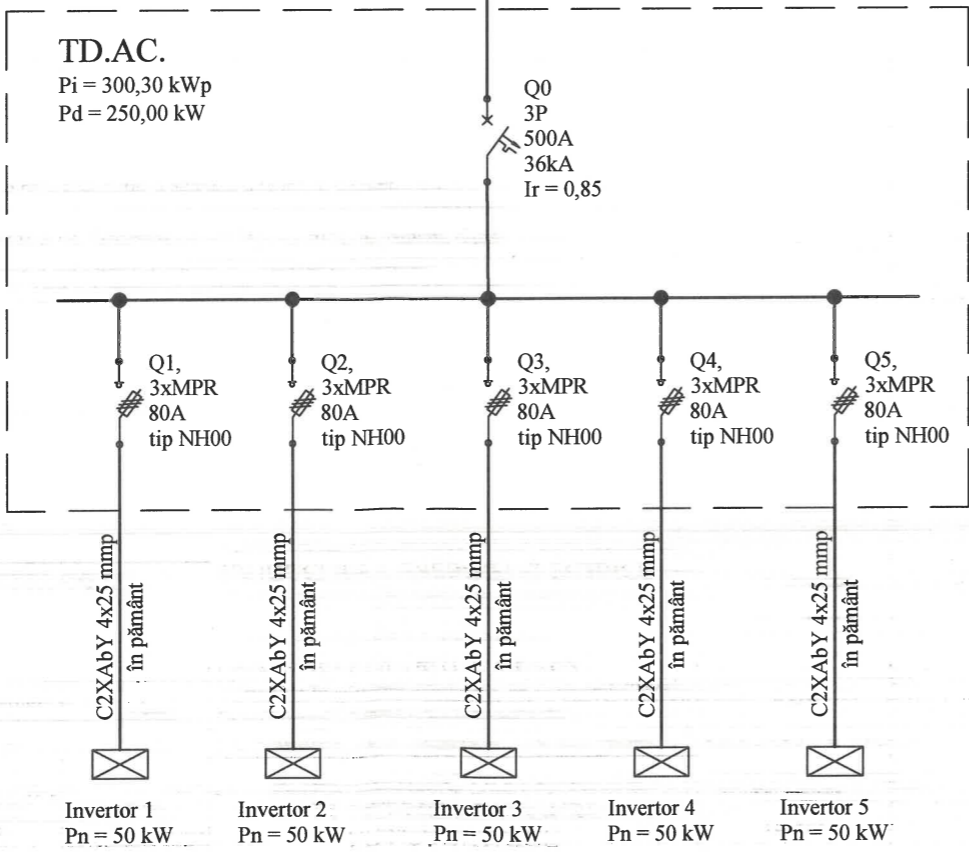 TD.AC.
Pi = 300,30 kWp
Pd = 250,00 kW
Q0
3P
500A
36kA
Ir = 0,85
Q1,
3xMPR
80A
tip NH00
Q2,
3xMPR
80A
tip NH00
Q3,
3xMPR
80A
tip NH00
Q4,
3xMPR
80A
tip NH00
Q5,
3xMPR
80A
tip NH00
C2XAbY 4x25 mmp
în pământ
C2XAbY 4x25 mmp
în pământ
C2XAbY 4x25 mmp
în pământ
C2XAbY 4x25 mmp
în pământ
C2XAbY 4x25 mmp
în pământ
Invertor 1
Pn = 50 kW
Invertor 2
Pn = 50 kW
Invertor 3
Pn = 50 kW
Invertor 4
Pn = 50 kW
Invertor 5
Pn = 50 kW